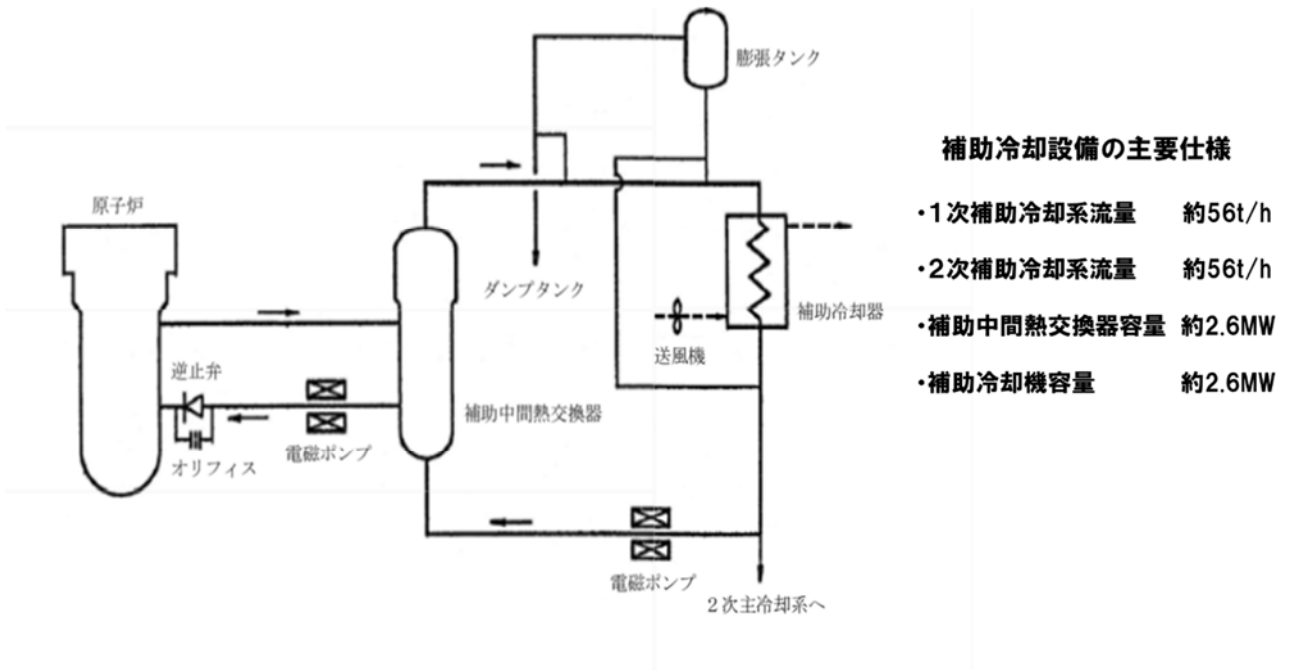 膨張タンク
補助冷却設備の主要仕様
原子炉
・1次補助冷却系流量 約56t/h
・2次補助冷却系流量 約56t/h
ダンプタンク
補助冷却器
・補助中間熱交換器容量 約2.6MW
送風機
逆止弁
・補助冷却機容量 約2.6MW
補助中間熱交換器
電磁ポンプ
オリフィス
電磁ポンプ
2次主冷却系へ